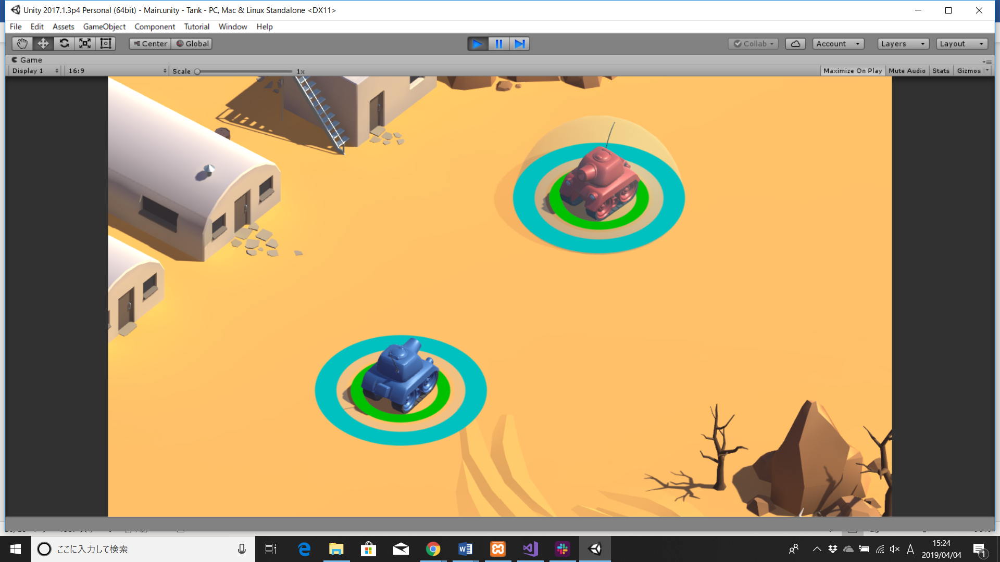 Unity 2017.1.3p4 Personal (64bit) - Main.unity - Tank - PC, Mac & Linux Standalone <DX11>
File Edit Assets GameObject Component Tutorial Window Help
Center Global Collab Account Layers Layout
Game
Display 1 16:9 Scale 1x Maximize On Play Mute Audio Stats Gizmos
ここに入力して検索
A
15:24
2019/04/04
1